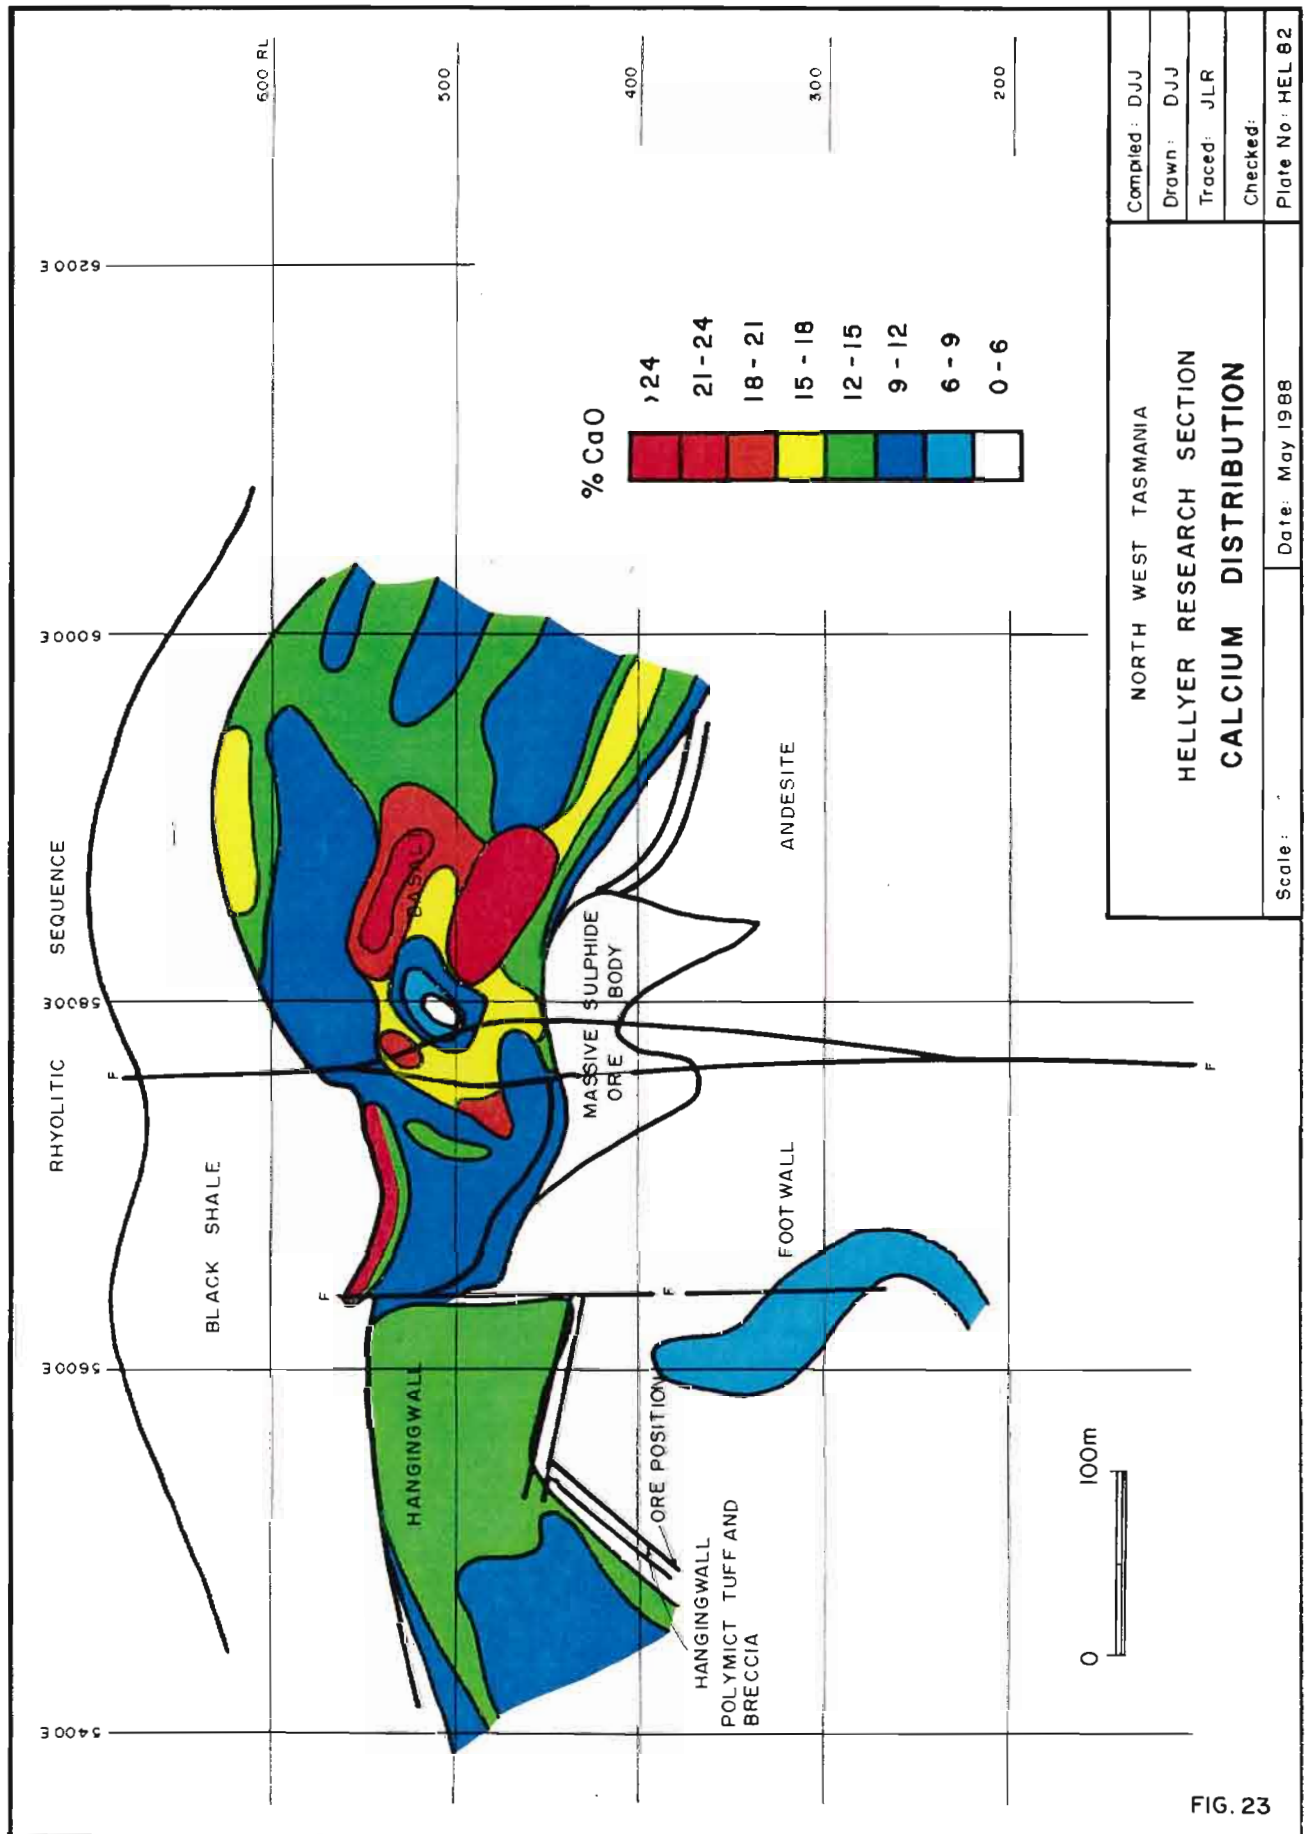 RHYOLITIC SEQUENCE
BLACK SHALE
5400E
5600E
5800E
6000E
6200E
600 RL
500
400
300
200
F
F
F
F
HANGINGWALL
BASALT
MASSIVE SULPHIDE
ORE BODY
ANDESITE
FOOTWALL
ORE POSITION
HANGINGWALL
POLYMICT TUFF AND
BRECCIA
0 100m
% CaO
>24
21-24
18-21
15-18
12-15
9-12
6-9
0-6
NORTH WEST TASMANIA
HELLYER RESEARCH SECTION
CALCIUM DISTRIBUTION
Scale:
Date: May 1988
Compiled: DJJ
Drawn: DJJ
Traced: JLR
Checked:
Plate No: HEL 82
FIG. 23